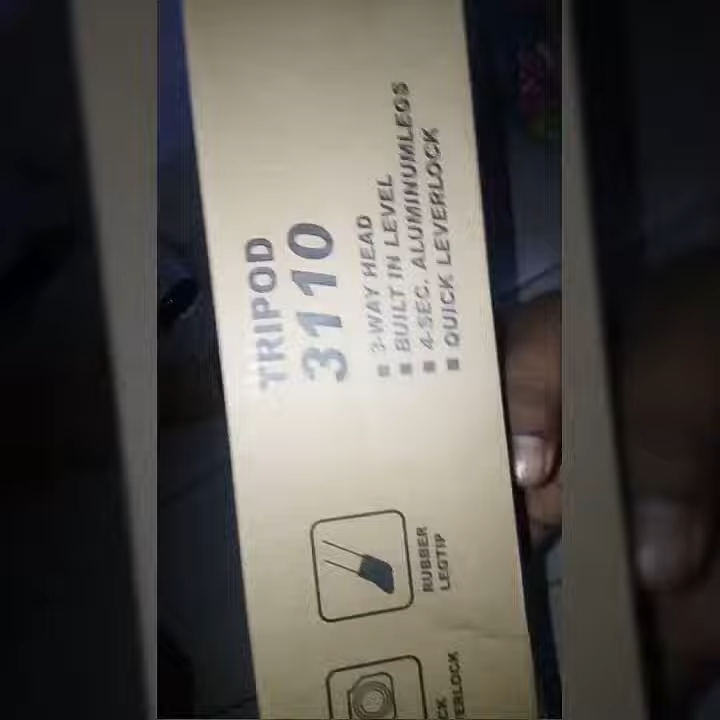 TRIPOD
3110
3-WAY HEAD
BUILT IN LEVEL
4-SEC. ALUMINUMLEGS
QUICK LEVERLOCK
RUBBER
LEGTIP
CK
ERLOCK